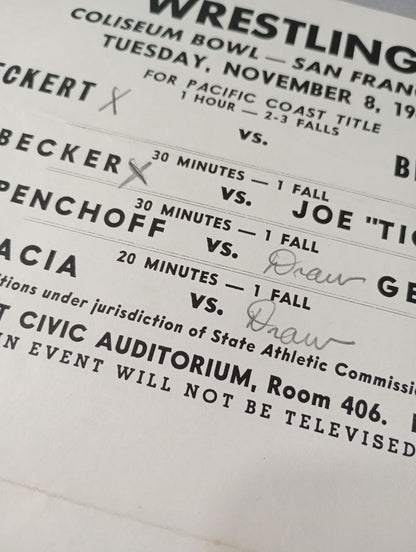 WRESTLING
COLISEUM BOWL — SAN FRAN
TUESDAY, NOVEMBER 8, 19
FOR PACIFIC COAST TITLE
1 HOUR — 2-3 FALLS
ECKERT X vs. B
30 MINUTES — 1 FALL
BECKER X vs. JOE "TI
30 MINUTES — 1 FALL
PENCHOFF vs. Draw GE
20 MINUTES — 1 FALL
ACIA vs. Draw
tions under jurisdiction of State Athletic Commissi
T CIVIC AUDITORIUM, Room 406.
IN EVENT WILL NOT BE TELEVISED